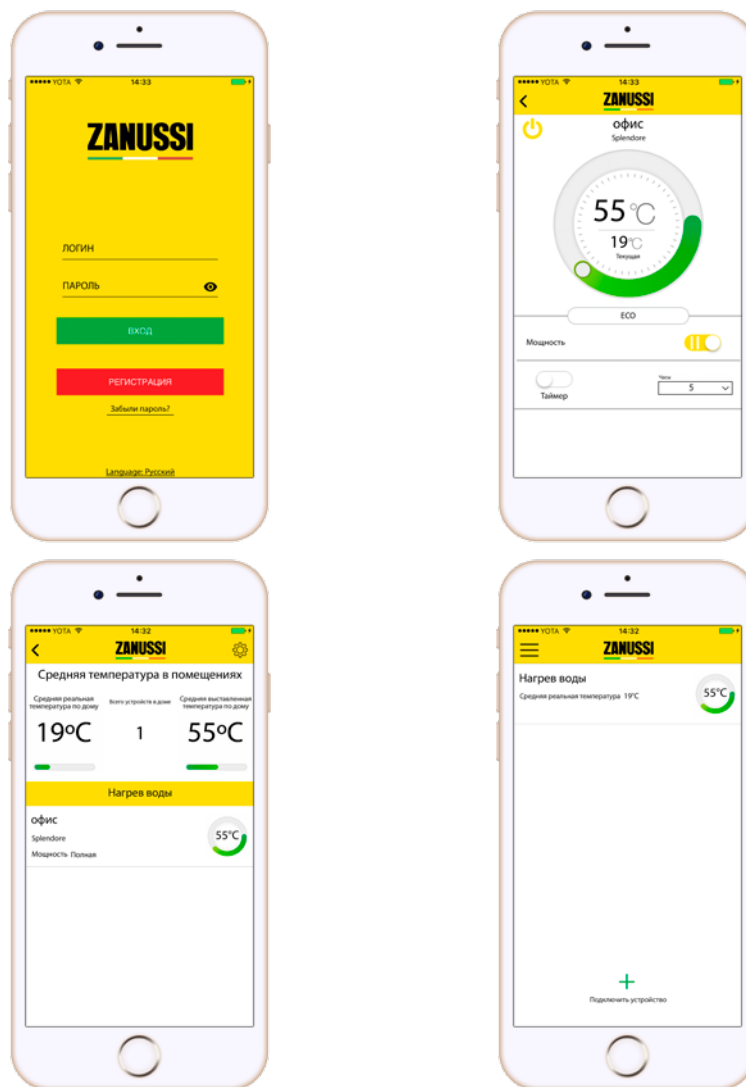 YOTA 14:33
ZANUSSI
ЛОГИН
ПАРОЛЬ
ВХОД
РЕГИСТРАЦИЯ
Забыли пароль?
Language: Русский
YOTA 14:33
ZANUSSI
офис
Splendore
55 °C
19°C
Текущая
ECO
Мощность
Таймер
Часы
5
YOTA 14:32
ZANUSSI
Средняя температура в помещениях
Средняя реальная
температура по дому
Всего устройств в доме
Средняя выставленная
температура по дому
19ºC 1 55ºC
Нагрев воды
офис
Splendore
55°C
Мощность Полная
YOTA 14:32
ZANUSSI
Нагрев воды
Средняя реальная температура 19°C
55°C
Подключить устройство